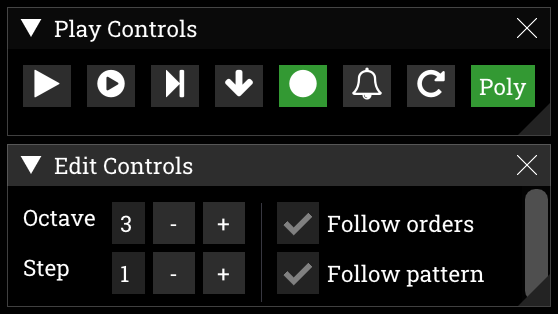 Play Controls
Poly
Edit Controls
Octave 3 - + Follow orders
Step 1 - + Follow pattern